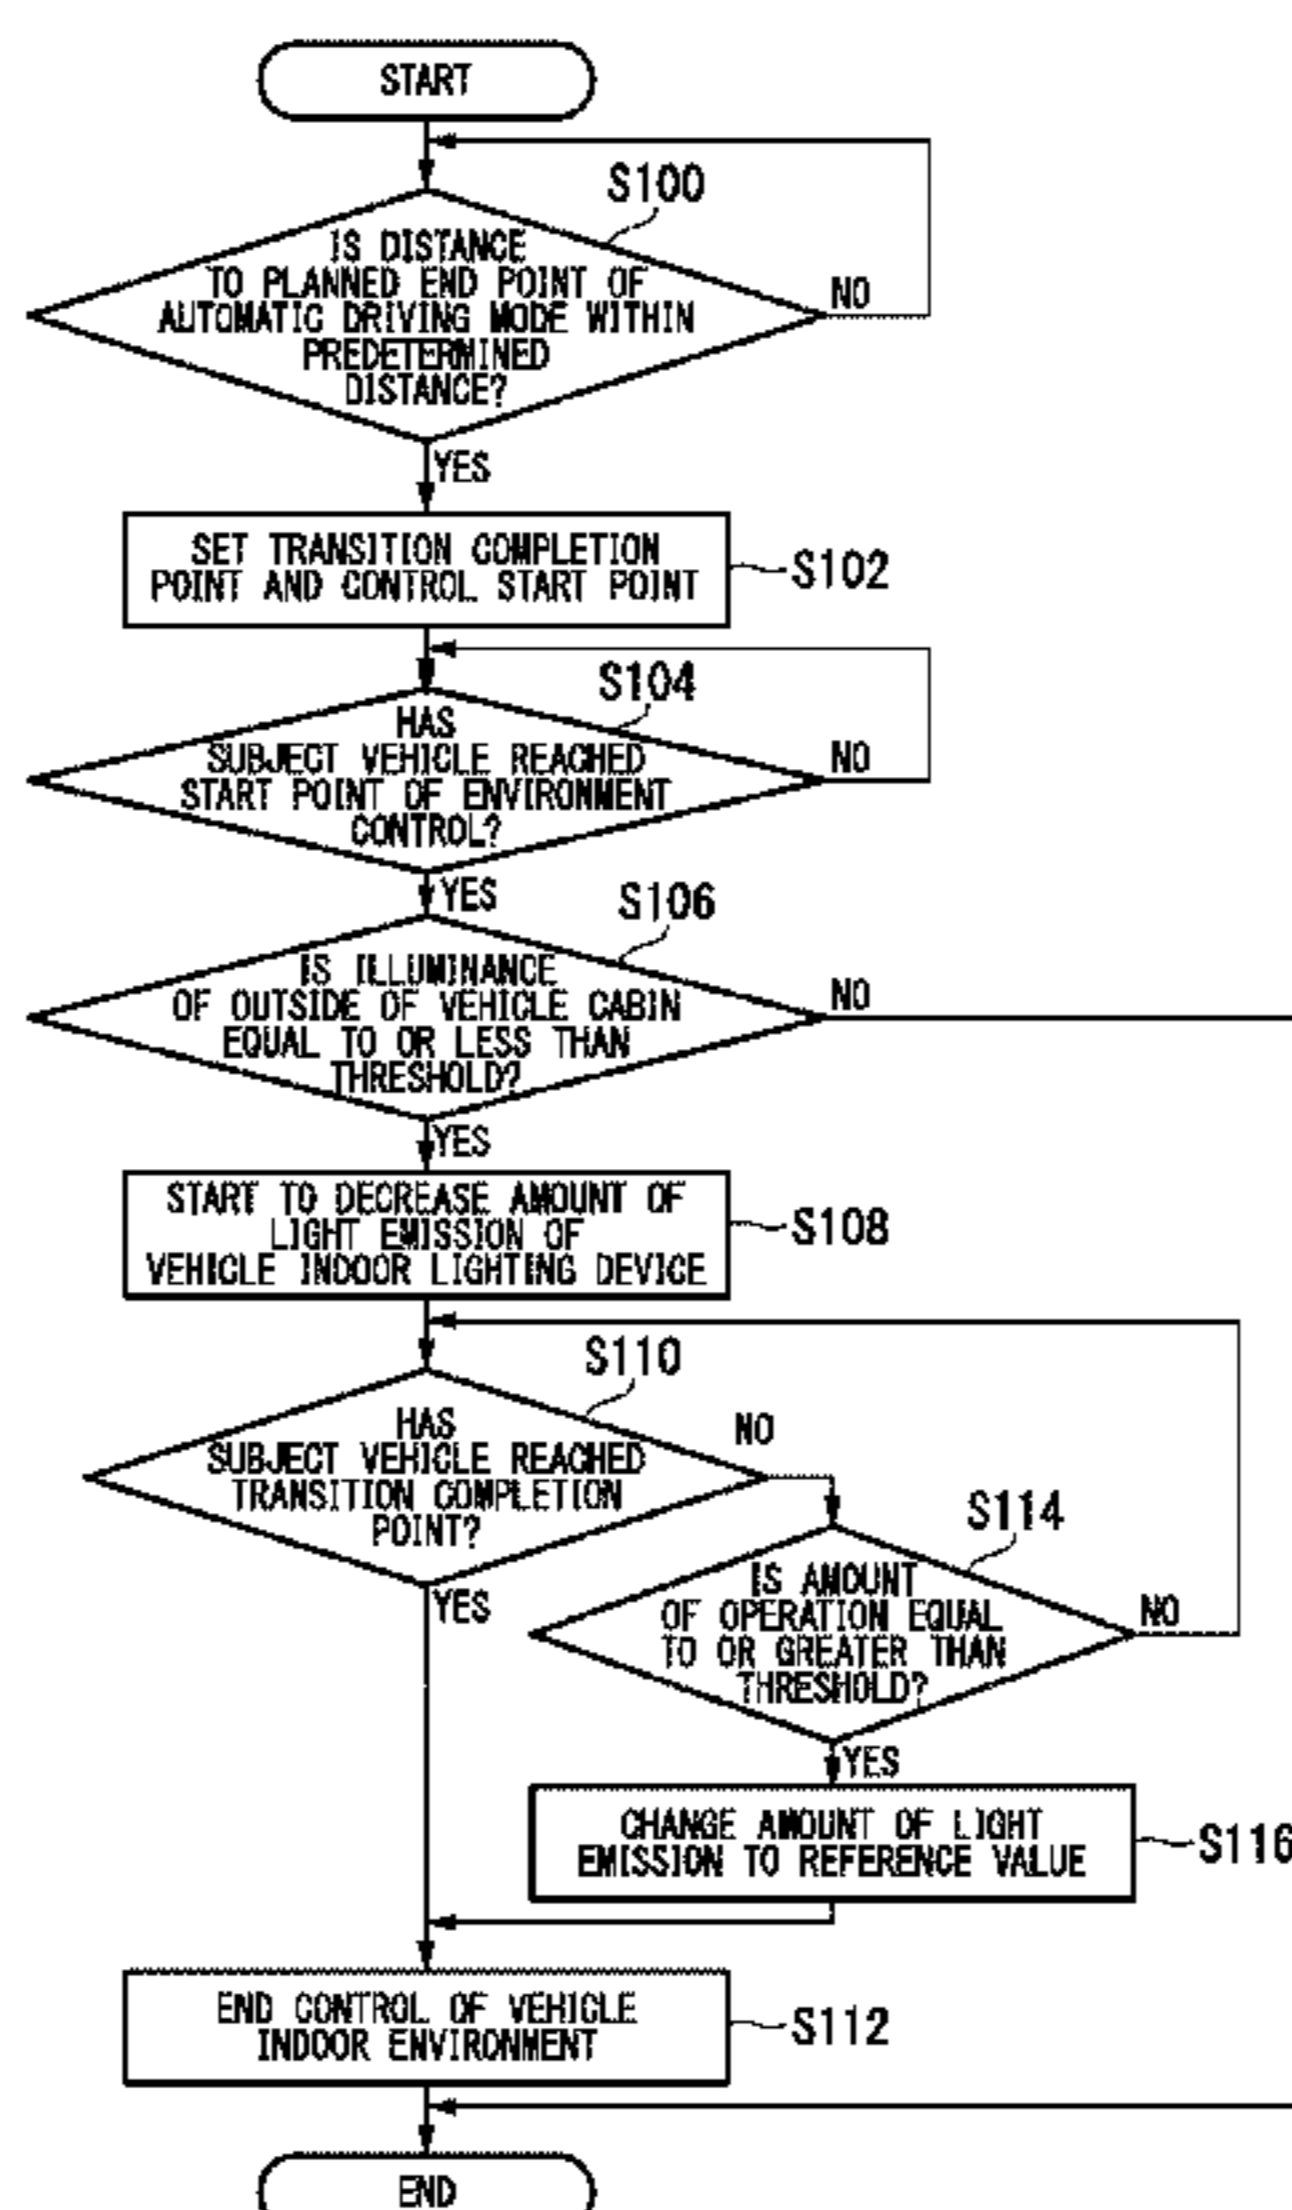 START
S100
IS DISTANCE
TO PLANNED END POINT OF
AUTOMATIC DRIVING MODE WITHIN
PREDETERMINED
DISTANCE?
NO
YES
SET TRANSITION COMPLETION
POINT AND CONTROL START POINT
S102
S104
HAS
SUBJECT VEHICLE REACHED
START POINT OF ENVIRONMENT
CONTROL?
NO
YES
S106
IS ILLUMINANCE
OF OUTSIDE OF VEHICLE CABIN
EQUAL TO OR LESS THAN
THRESHOLD?
NO
YES
START TO DECREASE AMOUNT OF
LIGHT EMISSION OF
VEHICLE INDOOR LIGHTING DEVICE
S108
S110
HAS
SUBJECT VEHICLE REACHED
TRANSITION COMPLETION
POINT?
NO
YES
S114
IS AMOUNT
OF OPERATION EQUAL
TO OR GREATER THAN
THRESHOLD?
NO
YES
CHANGE AMOUNT OF LIGHT
EMISSION TO REFERENCE VALUE
S116
END CONTROL OF VEHICLE
INDOOR ENVIRONMENT
S112
END